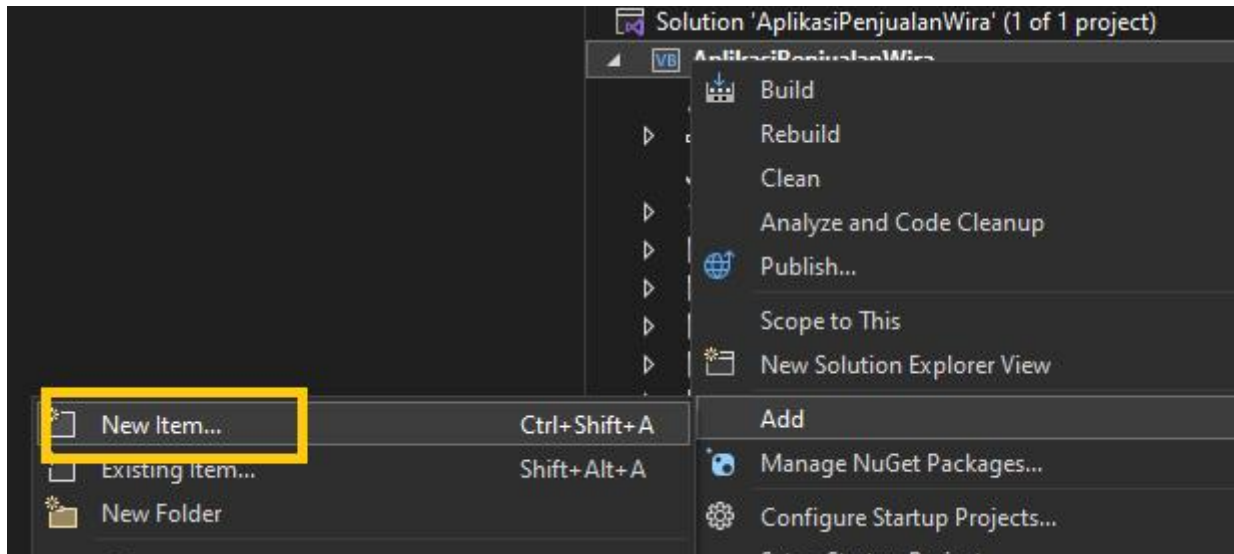 Solution 'AplikasiPenjualanWira' (1 of 1 project)
VB AplikasiPenjualanWira
Build
Rebuild
Clean
Analyze and Code Cleanup
Publish...
Scope to This
New Solution Explorer View
Add
New Item... Ctrl+Shift+A
Existing Item... Shift+Alt+A
Manage NuGet Packages...
New Folder
Configure Startup Projects...